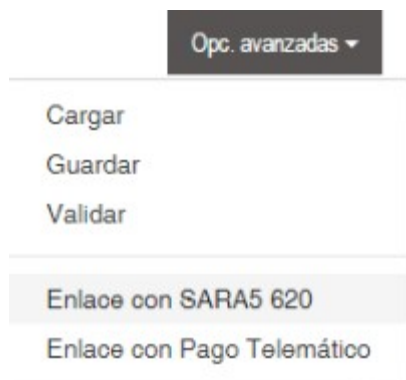 Opc. avanzadas
Cargar
Guardar
Validar
Enlace con SARA5 620
Enlace con Pago Telemático